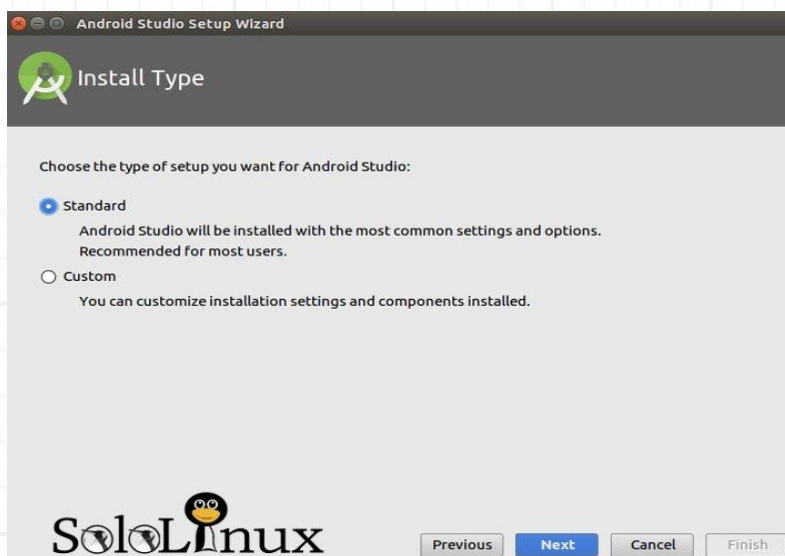 Android Studio Setup Wizard
Install Type
Choose the type of setup you want for Android Studio:
Standard
Android Studio will be installed with the most common settings and options.
Recommended for most users.
Custom
You can customize installation settings and components installed.
SoloLinux
Previous Next Cancel Finish